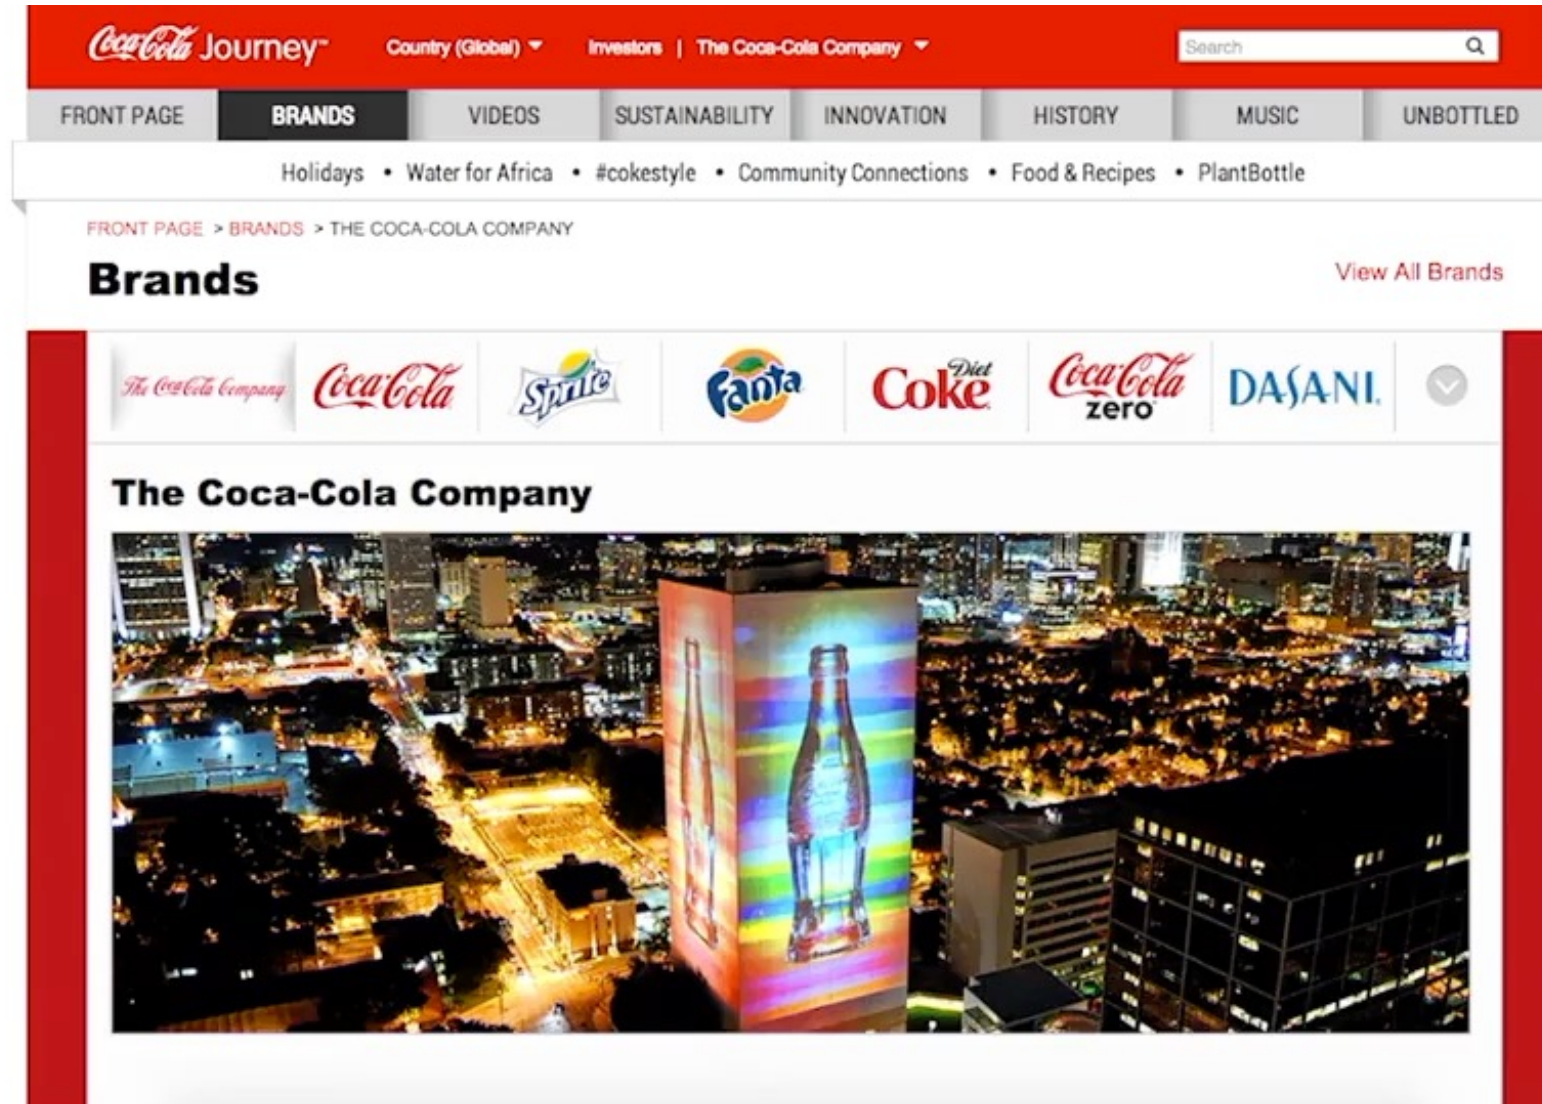 Coca-Cola Journey™ Country (Global) Investors | The Coca-Cola Company Search
FRONT PAGE BRANDS VIDEOS SUSTAINABILITY INNOVATION HISTORY MUSIC UNBOTTLED
Holidays • Water for Africa • #cokestyle • Community Connections • Food & Recipes • PlantBottle
FRONT PAGE > BRANDS > THE COCA-COLA COMPANY
Brands View All Brands
The Coca-Cola Company Coca-Cola Sprite Fanta Diet Coke Coca-Cola zero DASANI
The Coca-Cola Company